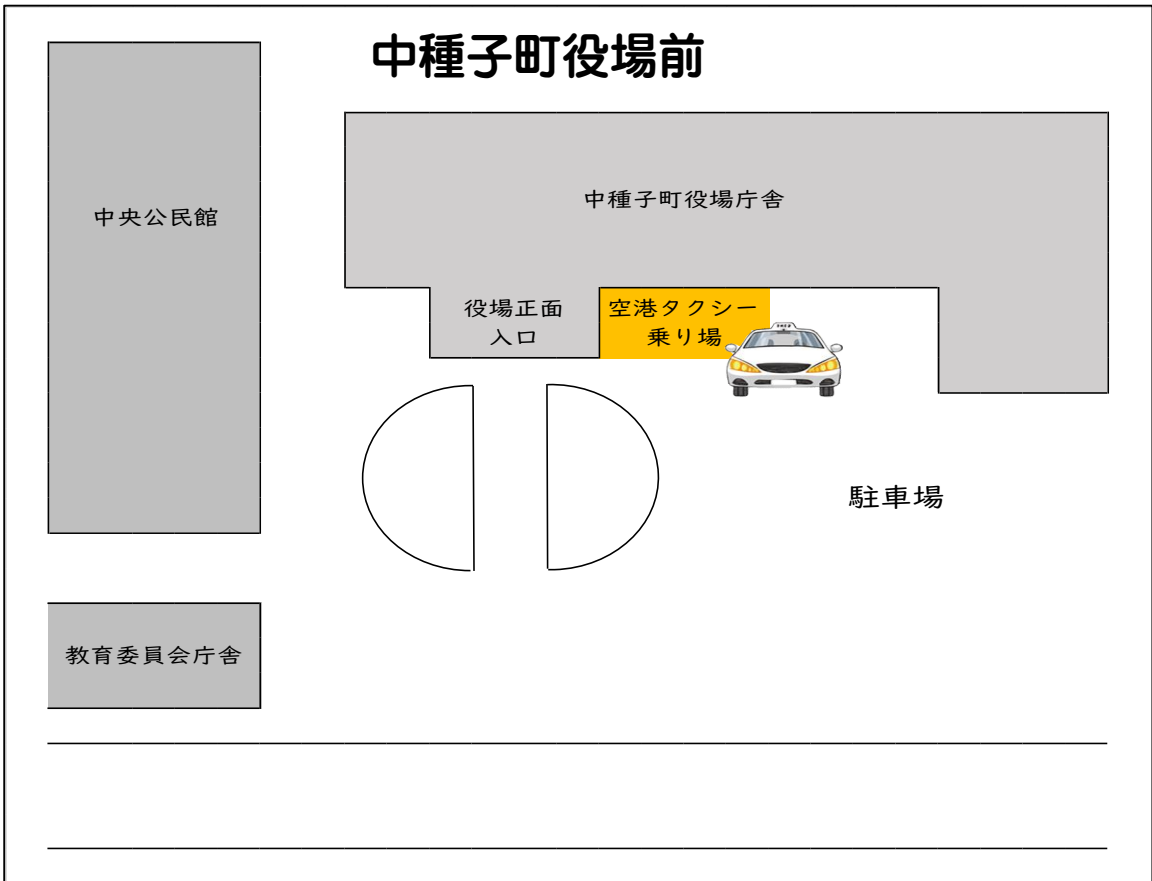 中種子町役場前
中種子町役場庁舎
中央公民館
役場正面
入口
空港タクシー
乗り場
駐車場
教育委員会庁舎